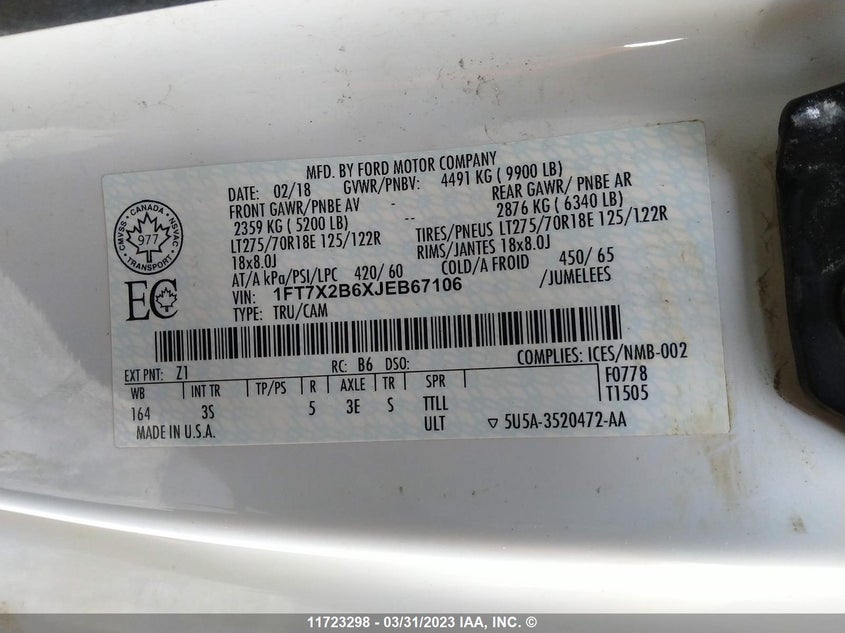 MFD. BY FORD MOTOR COMPANY
DATE: 02/18 GVWR/PNBV: 4491 KG ( 9900 LB)
FRONT GAWR/PNBE AV -- REAR GAWR/ PNBE AR
2359 KG ( 5200 LB) 2876 KG ( 6340 LB)
LT275/70R18E 125/122R TIRES/PNEUS LT275/70R18E 125/122R
18x8.0J RIMS/JANTES 18x8.0J
AT/A kPa/PSI/LPC 420/ 60 COLD/A FROID 450/ 65
VIN: 1FT7X2B6XJEB67106 /JUMELEES
TYPE: TRU/CAM
CMVSS - CANADA - NSVAC
977
TRANSPORT
EC
EXT PNT: Z1 RC: B6 DSO: COMPLIES: ICES/NMB-002
WB INT TR TP/PS R AXLE TR SPR F0778
164 3S 5 3E S TTLL T1505
MADE IN U.S.A. ULT ▽ 5U5A-3520472-AA
11723298 - 03/31/2023 IAA, INC. ©